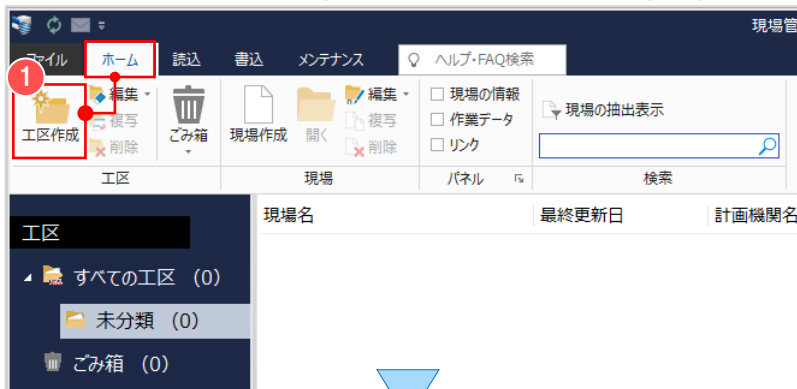 現場管
ファイル ホーム 読込 書込 メンテナンス ヘルプ・FAQ検索
1
工区作成 編集 複写 削除 ごみ箱 現場作成 開く 編集 複写 削除
現場の情報
作業データ
リンク
現場の抽出表示
工区 現場 パネル 検索
工区
現場名 最終更新日 計画機関名
すべての工区 (0)
未分類 (0)
ごみ箱 (0)